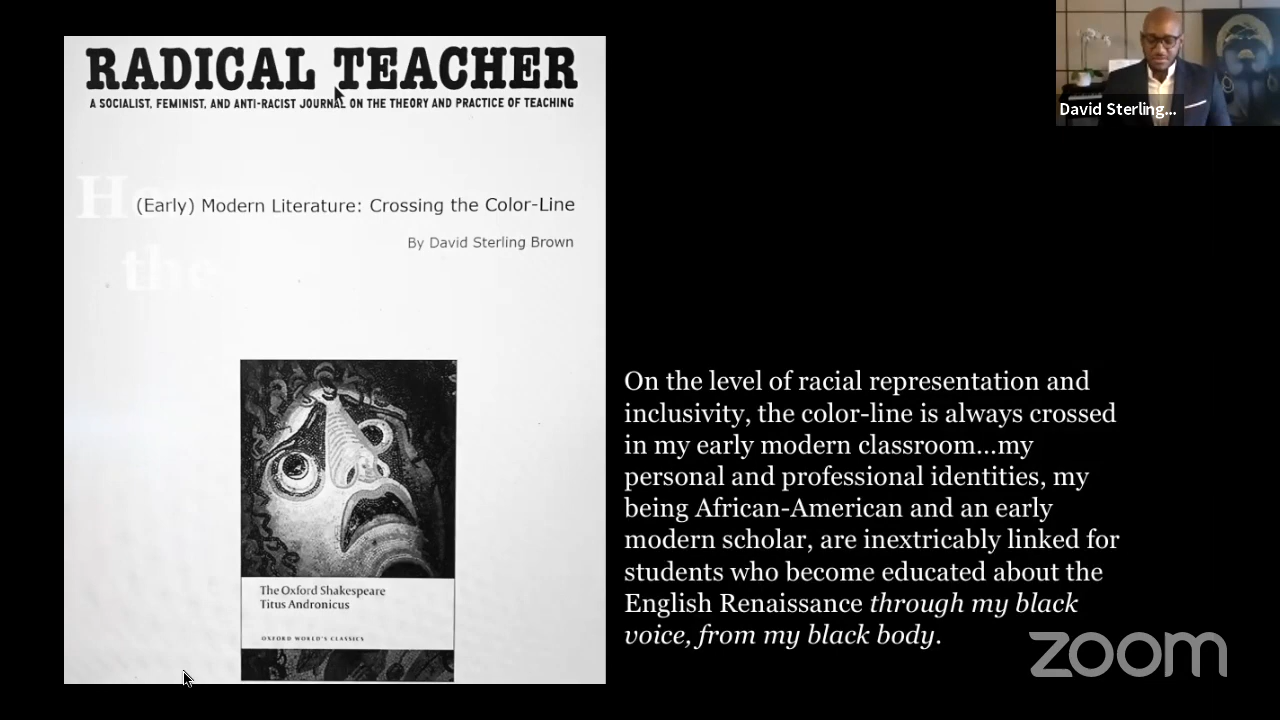 RADICAL TEACHER
A SOCIALIST, FEMINIST, AND ANTI-RACIST JOURNAL ON THE THEORY AND PRACTICE OF TEACHING
(Early) Modern Literature: Crossing the Color-Line
By David Sterling Brown
The Oxford Shakespeare
Titus Andronicus
OXFORD WORLD'S CLASSICS
David Sterling...
On the level of racial representation and
inclusivity, the color-line is always crossed
in my early modern classroom...my
personal and professional identities, my
being African-American and an early
modern scholar, are inextricably linked for
students who become educated about the
English Renaissance through my black
voice, from my black body.
zoom